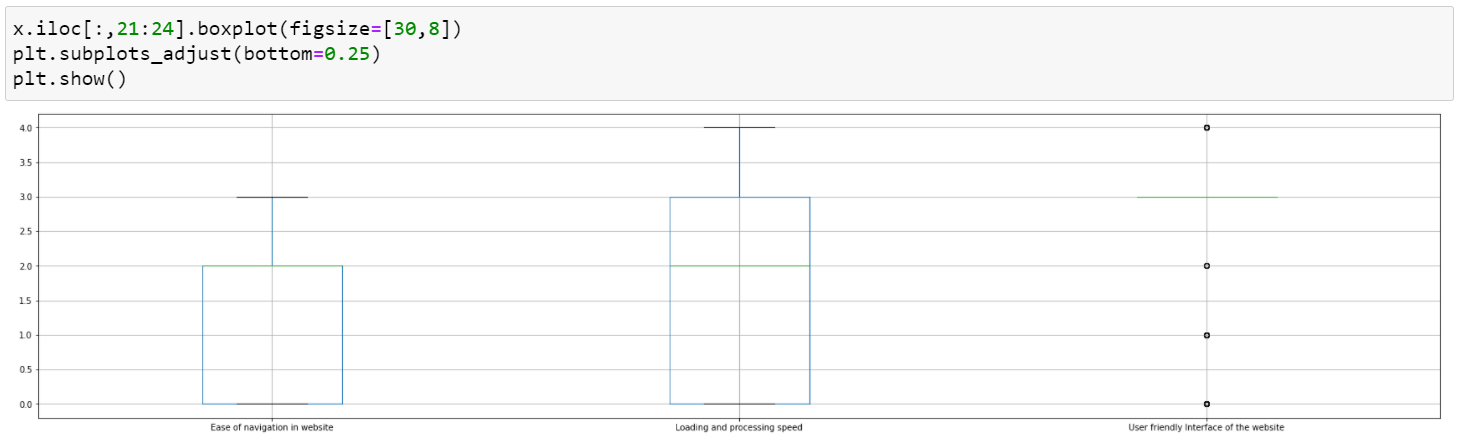 x.iloc[:,21:24].boxplot(figsize=[30,8])
plt.subplots_adjust(bottom=0.25)
plt.show()
4.0
3.5
3.0
2.5
2.0
1.5
1.0
0.5
0.0
Ease of navigation in website
Loading and processing speed
User friendly Interface of the website